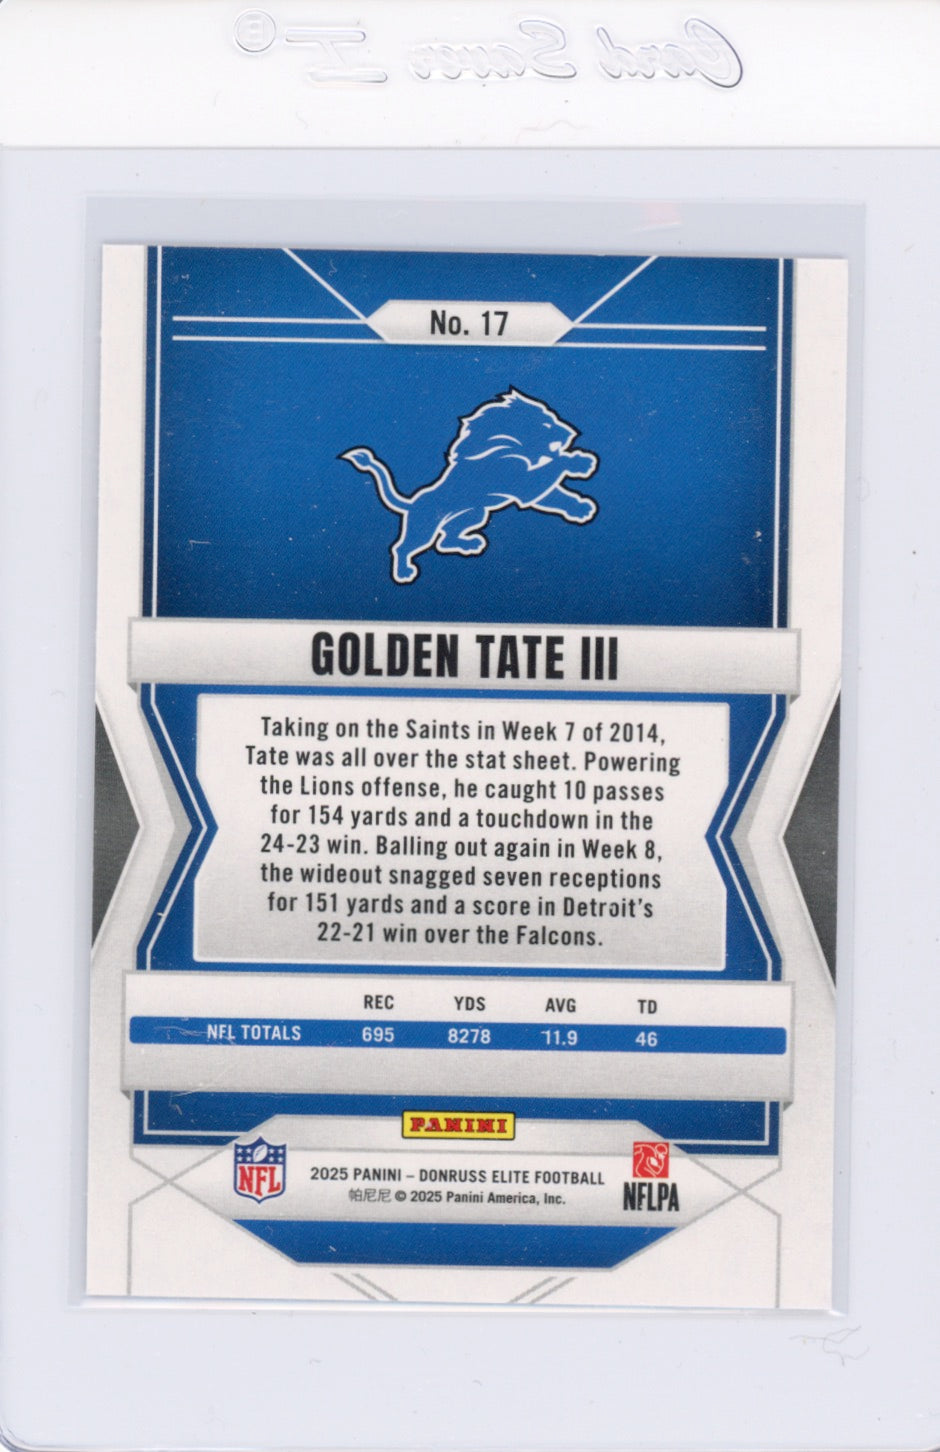 Card Saver I®
No. 17
GOLDEN TATE III
Taking on the Saints in Week 7 of 2014,
Tate was all over the stat sheet. Powering
the Lions offense, he caught 10 passes
for 154 yards and a touchdown in the
24-23 win. Balling out again in Week 8,
the wideout snagged seven receptions
for 151 yards and a score in Detroit's
22-21 win over the Falcons.
REC YDS AVG TD
NFL TOTALS 695 8278 11.9 46
PANINI
NFL
2025 PANINI – DONRUSS ELITE FOOTBALL
帕尼尼 © 2025 Panini America, Inc.
NFLPA